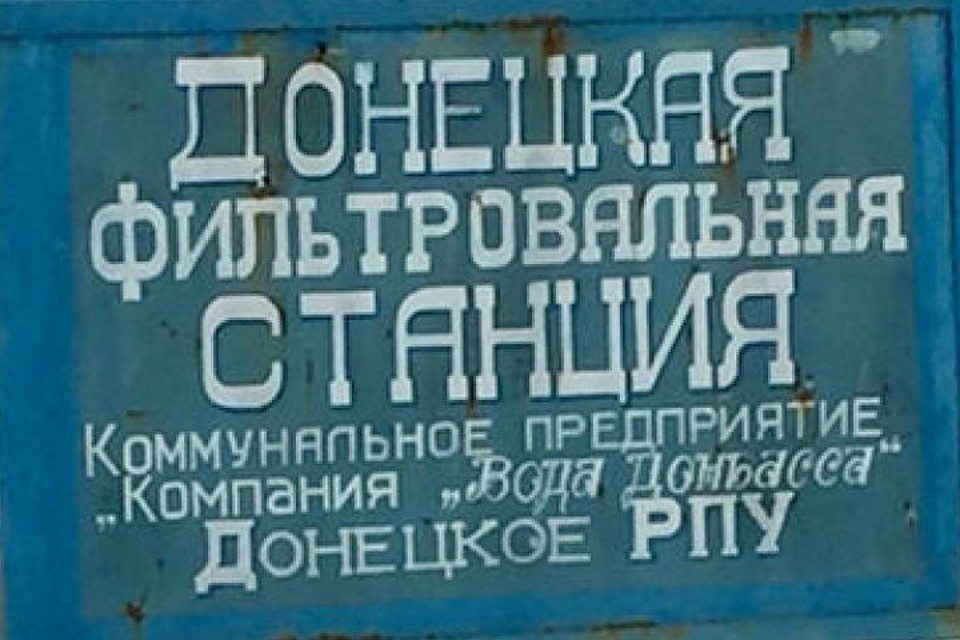 ДОНЕЦКАЯ
ФИЛЬТРОВАЛЬНАЯ
СТАНЦИЯ
КОММУНАЛЬНОЕ ПРЕДПРИЯТИЕ
„КОМПАНИЯ „Вода Донбасса“
ДОНЕЦКОЕ РПУ